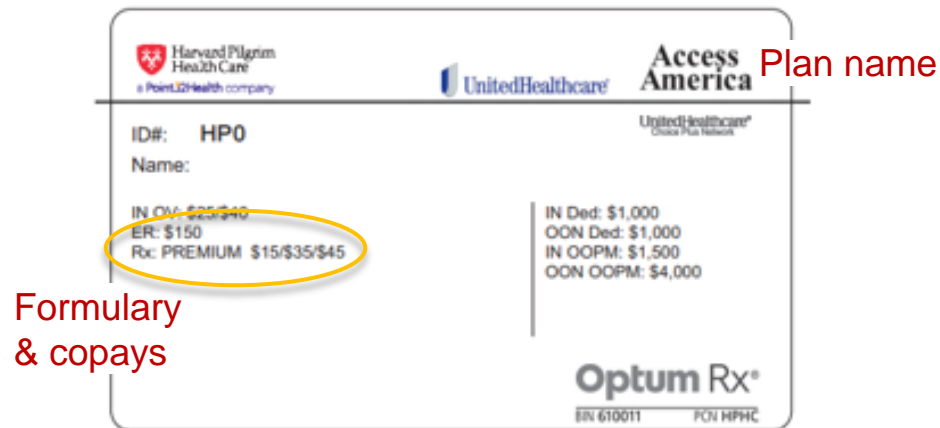 Harvard Pilgrim
Health Care
a Point32Health company
UnitedHealthcare
Access
America
Plan name
UnitedHealthcare
Choice Plus Network
ID#: HP0
Name:
IN OV: $25/$40
ER: $150
Rx: PREMIUM $15/$35/$45
IN Ded: $1,000
OON Ded: $1,000
IN OOPM: $1,500
OON OOPM: $4,000
Formulary
& copays
Optum Rx®
BIN 610011 PCN HPHC